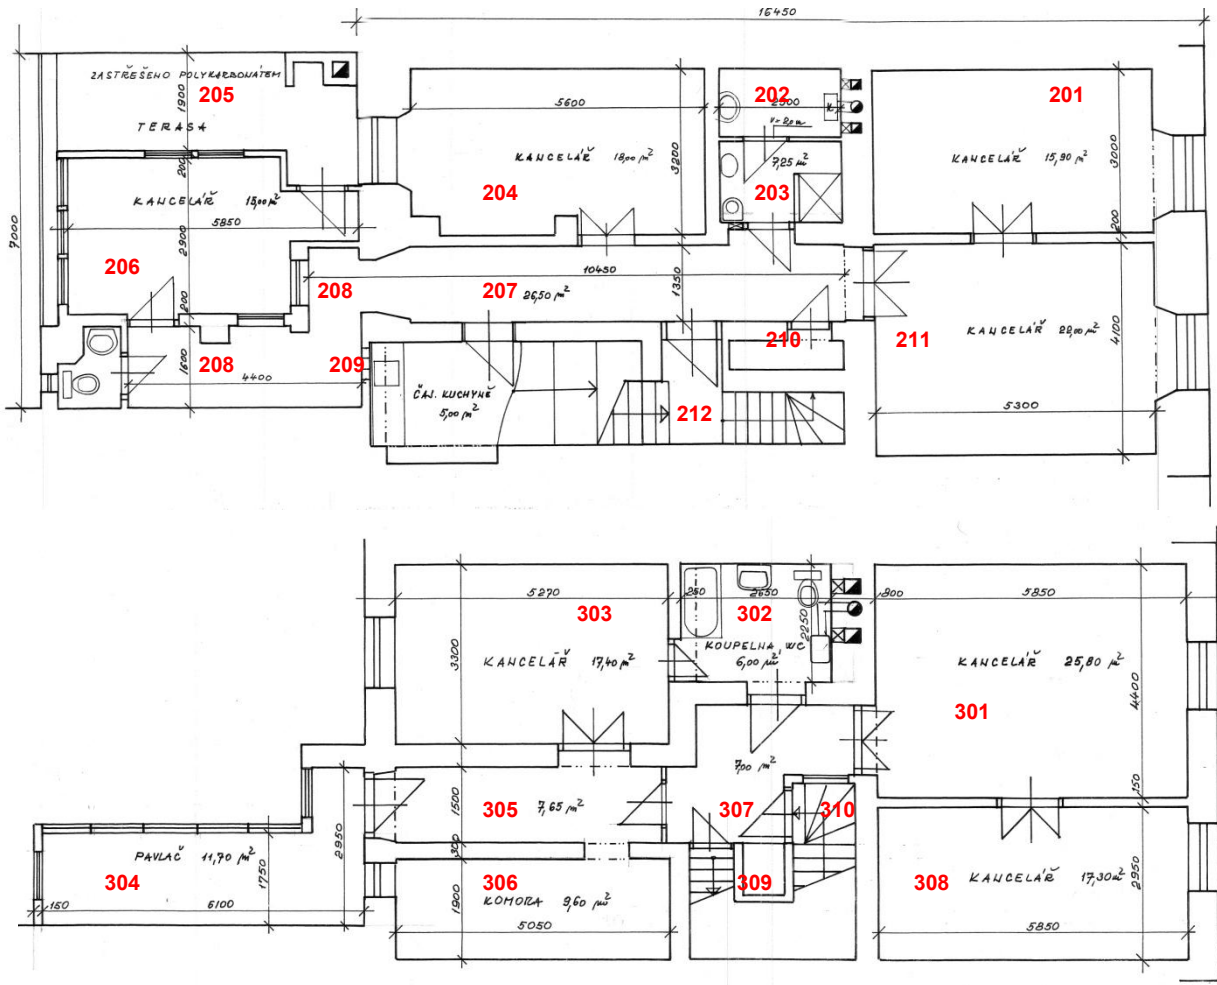 16450
ZASTŘEŠENO POLYKARBONÁTEM
205
1900
TERASA
5600
202
2500
K
V=2,0 m
201
KANCELÁŘ 18,00 m²
3200
204
7,25 m²
203
KANCELÁŘ 15,90 m²
3000
200
200
KANCELÁŘ 15,00 m²
5850
7000
2900
206
200
208
10450
207
26,50 m²
1350
210
211
KANCELÁŘ 22,00 m²
4100
1600
208
4400
209
ČAJ. KUCHYNĚ
5,00 m²
212
5300
5270
303
3300
KANCELÁŘ 17,40 m²
250
2650
302
2250
KOUPELNA, WC
6,00 m²
800
5850
KANCELÁŘ 25,80 m²
301
4400
150
7,00 m²
1500
305
7,65 m²
307
310
2950
300
PAVLAČ 11,70 m²
304
1750
150
6100
306
KOMORA 9,60 m²
1900
5050
309
308
KANCELÁŘ 17,30 m²
2950
5850